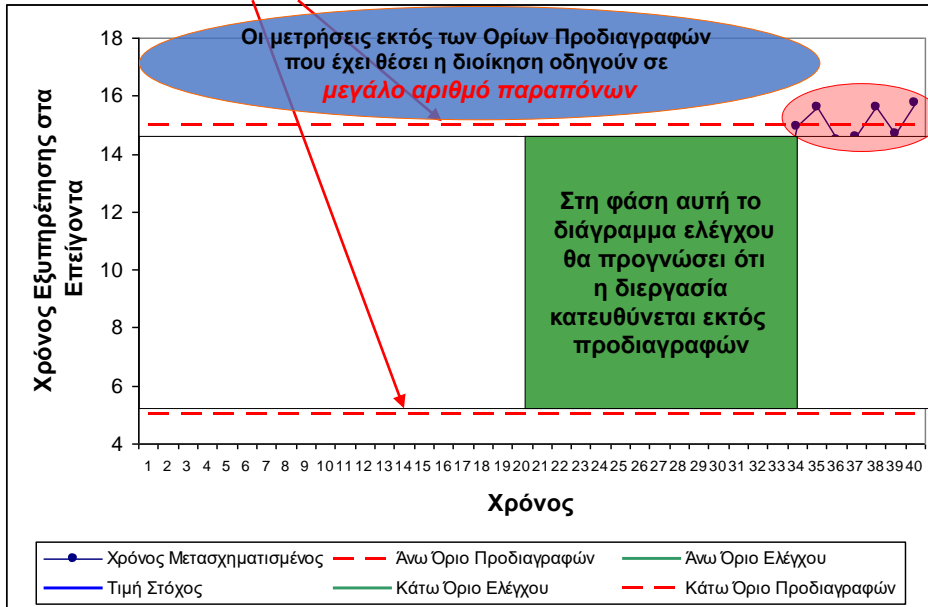 Οι μετρήσεις εκτός των Ορίων Προδιαγραφών
που έχει θέσει η διοίκηση οδηγούν σε
μεγάλο αριθμό παραπόνων
Στη φάση αυτό το
διάγραμμα ελέγχου
θα προγνώσει ότι
η διεργασία
κατευθύνεται εκτός
προδιαγραφών
Χρόνος Εξυπηρέτησης στα
Επείγοντα
18
16
14
12
10
8
6
4
1 2 3 4 5 6 7 8 9 10 11 12 13 14 15 16 17 18 19 20 21 22 23 24 25 26 27 28 29 30 31 32 33 34 35 36 37 38 39 40
Χρόνος
Χρόνος Μετασχηματισμένος
Άνω Όριο Προδιαγραφών
Άνω Όριο Ελέγχου
Τιμή Στόχος
Κάτω Όριο Ελέγχου
Κάτω Όριο Προδιαγραφών